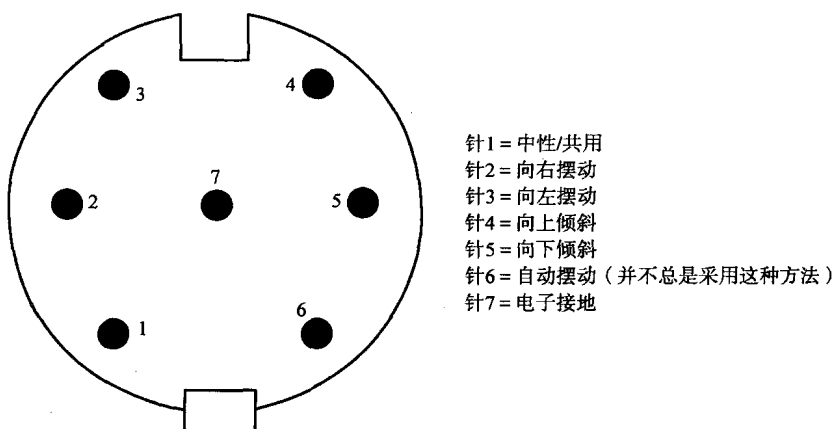 3
4
针1=中性/共用
针2=向右摆动
7
针3=向左摆动
2
5
针4=向上倾斜
针5=向下倾斜
针6=自动摆动（并不总是采用这种方法）
针7=电子接地
6
1